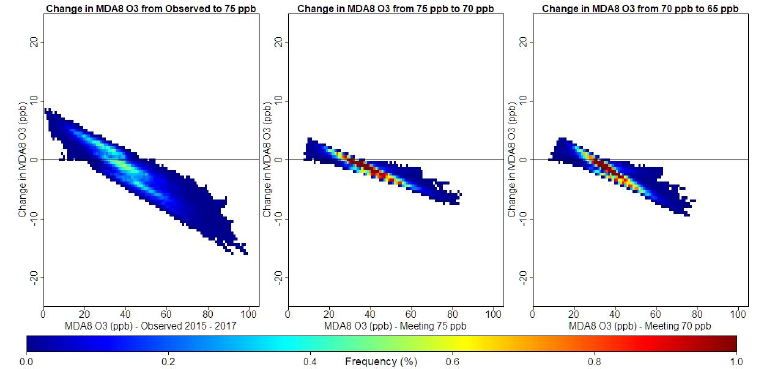 Change in MDA8 O3 from Observed to 75 ppb
Change in MDA8 O3 from 75 ppb to 70 ppb
Change in MDA8 O3 from 70 ppb to 65 ppb
Change in MDA8 O3 (ppb)
20
10
0
-10
-20
Change in MDA8 O3 (ppb)
20
10
0
-10
-20
Change in MDA8 O3 (ppb)
20
10
0
-10
-20
0 20 40 60 80 100
0 20 40 60 80 100
0 20 40 60 80 100
MDA8 O3 (ppb) - Observed 2015 - 2017
MDA8 O3 (ppb) - Meeting 75 ppb
MDA8 O3 (ppb) - Meeting 70 ppb
0.0 0.2 0.4 0.6 0.8 1.0
Frequency (%)